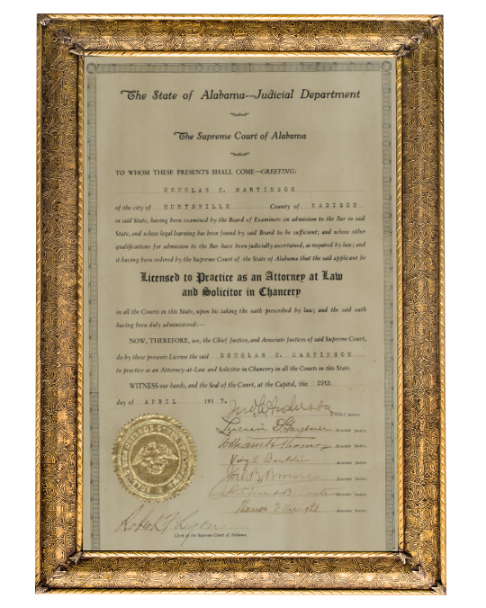 The State of Alabama--Judicial Department
The Supreme Court of Alabama
TO WHOM THESE PRESENTS SHALL COME—GREETING:
DOUGLAS C. MARTINSON
of the city of HUNTSVILLE County of MADISON
in said State, having been examined by the Board of Examiners on admission to the Bar in said
State, and whose legal learning has been found by said Board to be sufficient; and whose other
qualifications for admission to the Bar have been judicially ascertained, as required by law; and
it having been ordered by the Supreme Court of the State of Alabama that the said applicant be
Licensed to Practice as an Attorney at Law
and Solicitor in Chancery
in all the Courts in this State, upon his taking the oath prescribed by law; and the said oath
having been duly administered:—
NOW, THEREFORE, we, the Chief Justice, and Associate Justices of said Supreme Court,
do by these presents License the said DOUGLAS C. MARTINSON
to practice as an Attorney-at-Law and Solicitor in Chancery in all the Courts in this State.
WITNESS our hands, and the Seal of the Court, at the Capitol, this
day of APRIL 193
Chief Justice
Lucien D. Gardner Associate Justice
Associate Justice
Associate Justice
Associate Justice
Associate Justice
Associate Justice
Clerk of the Supreme Court of Alabama.